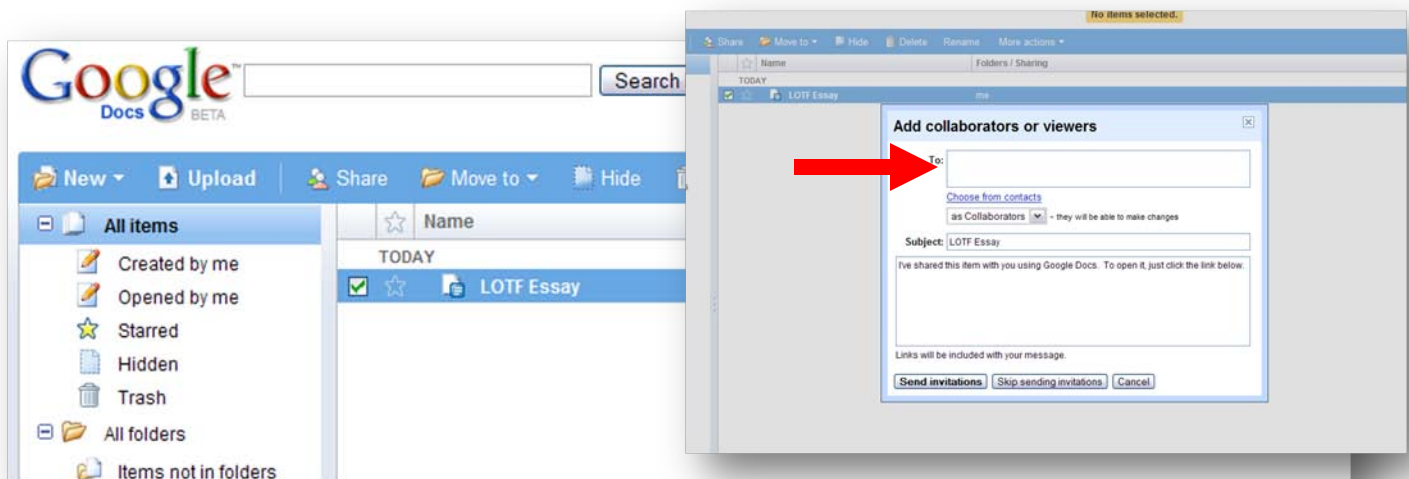 Google™
Docs BETA
Search
New Upload Share Move to Hide
All items
Created by me
Opened by me
Starred
Hidden
Trash
All folders
Items not in folders
Name
TODAY
LOTF Essay
No items selected.
Share Move to Hide Delete Rename More actions
Name Folders / Sharing
TODAY
LOTF Essay me
Add collaborators or viewers
To:
Choose from contacts
as Collaborators - they will be able to make changes
Subject: LOTF Essay
I've shared this item with you using Google Docs. To open it, just click the link below:
Links will be included with your message.
Send invitations Skip sending invitations Cancel